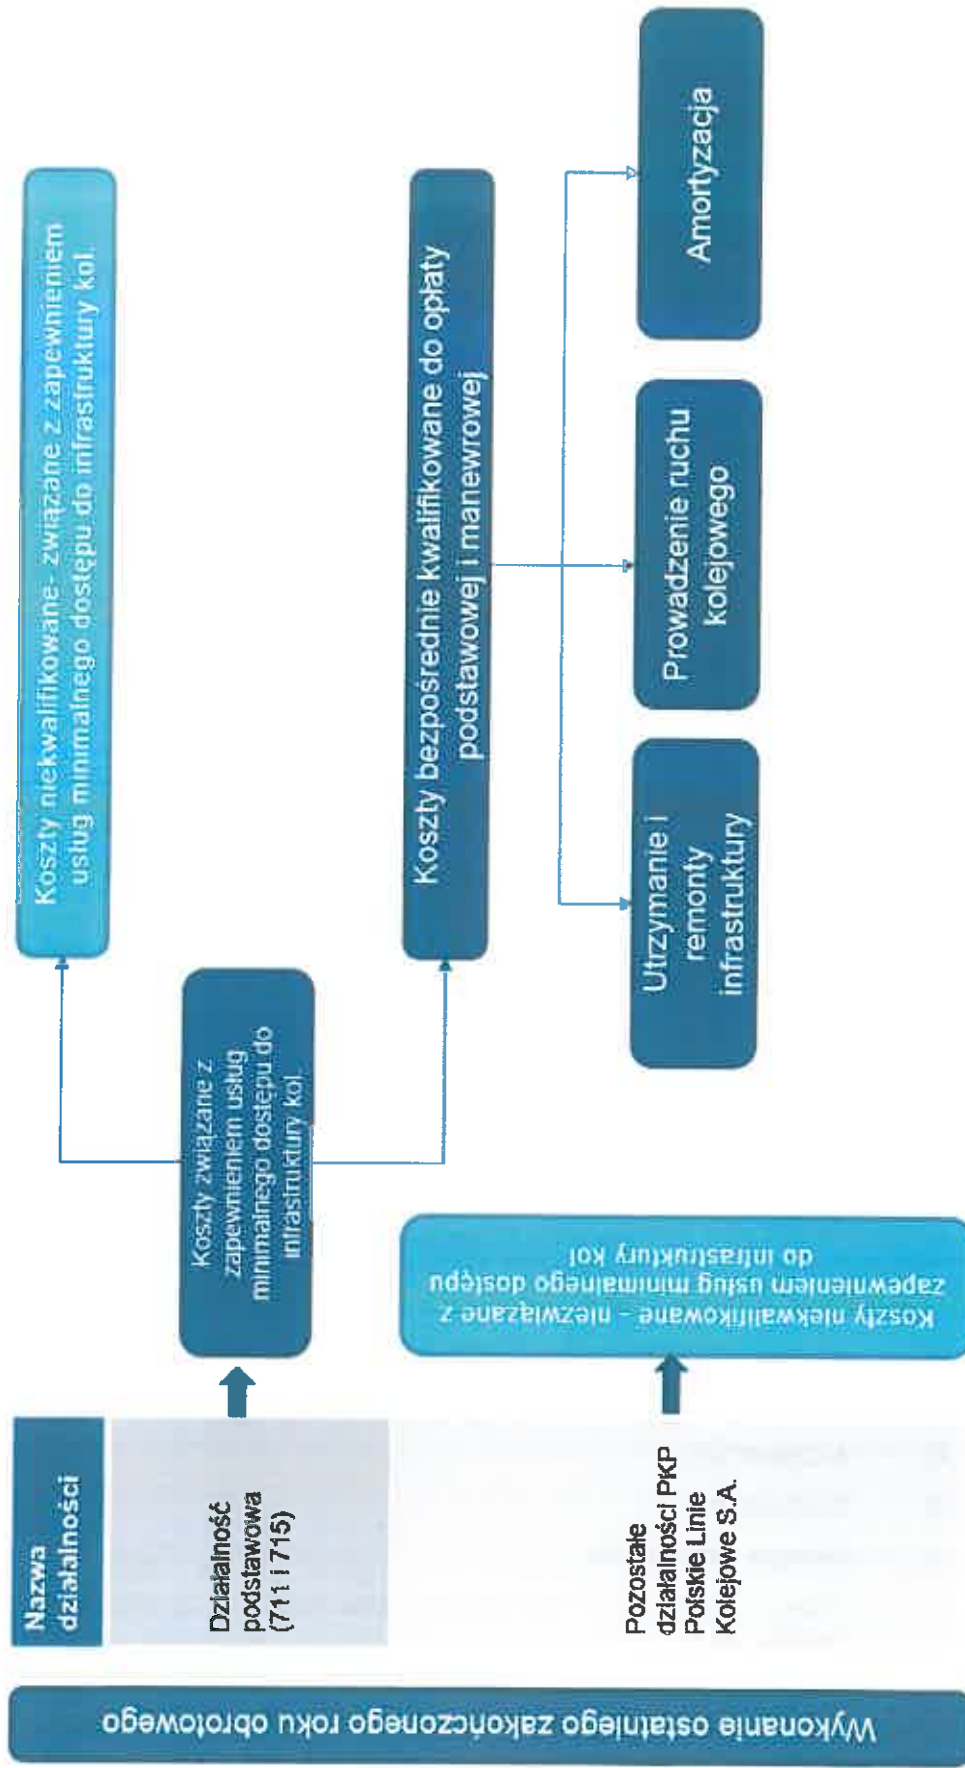 Wykonanie ostatniego zakończonego roku obrotowego
Nazwa
działalności
Działalność
podstawowa
(711 i 715)
Pozostałe
działalności PKP
Polskie Linie
Kolejowe S.A.
Koszty związane z
zapewnieniem usług
minimalnego dostępu do
infrastruktury kol.
Koszty niekwalifikowane – niezwiązane z
zapewnieniem usług minimalnego dostępu
do infrastruktury kol
Koszty niekwalifikowane- związane z zapewnieniem
usług minimalnego dostępu do infrastruktury kol.
Koszty bezpośrednie kwalifikowane do opłaty
podstawowej i manewrowej
Utrzymanie i
remonty
infrastruktury
Prowadzenie ruchu
kolejowego
Amortyzacja